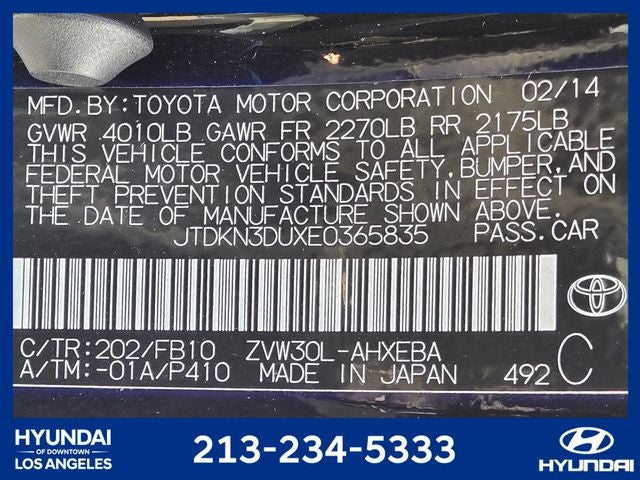 MFD.BY:TOYOTA MOTOR CORPORATION 02/14
GVWR 4010LB GAWR FR 2270LB RR 2175LB
THIS VEHICLE CONFORMS TO ALL APPLICABLE
FEDERAL MOTOR VEHICLE SAFETY,BUMPER,AND
THEFT PREVENTION STANDARDS IN EFFECT ON
THE DATE OF MANUFACTURE SHOWN ABOVE.
JTDKN3DUXE0365835 PASS.CAR
C/TR:202/FB10 ZVW30L-AHXEBA C
A/TM:-01A/P410 MADE IN JAPAN 492
HYUNDAI
OF DOWNTOWN
LOS ANGELES
213-234-5333
HYUNDAI